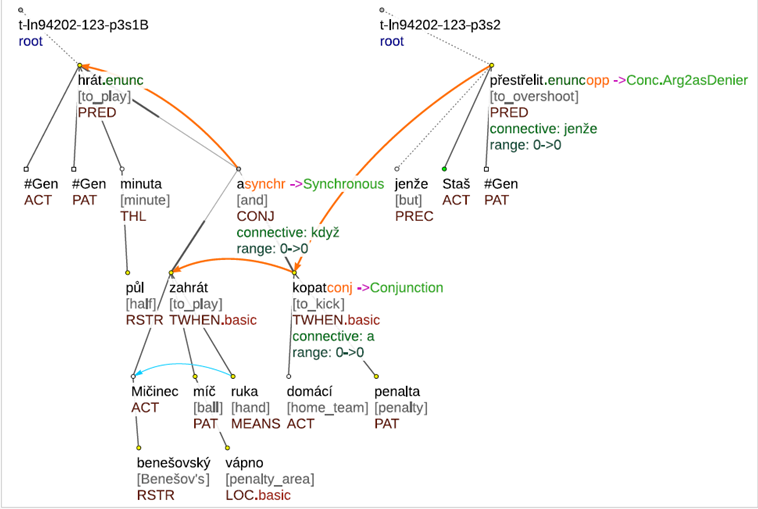 t-ln94202-123-p3s1B
root
t-ln94202-123-p3s2
root
hrát.enunc
[to_play]
PRED
přestřelit.enuncopp ->Conc.Arg2asDenier
[to_overshoot]
PRED
connective: jenže
range: 0->0
#Gen
ACT
#Gen
PAT
minuta
[minute]
THL
asynchr ->Synchronous
[and]
CONJ
connective: když
range: 0->0
jenže
[but]
PREC
Staš
ACT
#Gen
PAT
půl
[half]
RSTR
zahrát
[to_play]
TWHEN.basic
kopatconj ->Conjunction
[to_kick]
TWHEN.basic
connective: a
range: 0->0
Mičinec
ACT
míč
[ball]
PAT
ruka
[hand]
MEANS
domácí
[home_team]
ACT
penalta
[penalty]
PAT
benešovský
[Benešov's]
RSTR
vápno
[penalty_area]
LOC.basic